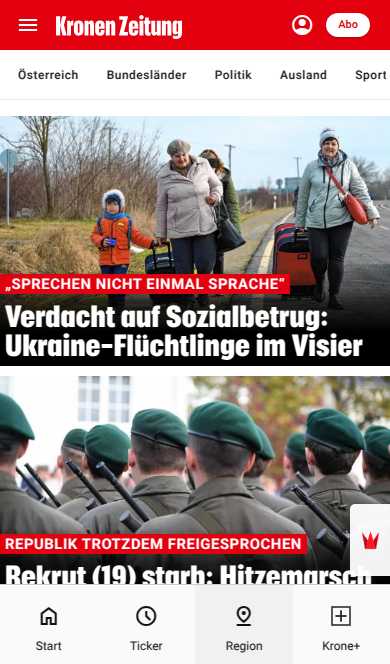 Kronen Zeitung
Abo
Österreich Bundesländer Politik Ausland Sport
„SPRECHEN NICHT EINMAL SPRACHE“
Verdacht auf Sozialbetrug:
Ukraine-Flüchtlinge im Visier
REPUBLIK TROTZDEM FREIGESPROCHEN
Rekrut (19) starb: Hitzemarsch
Start Ticker Region Krone+